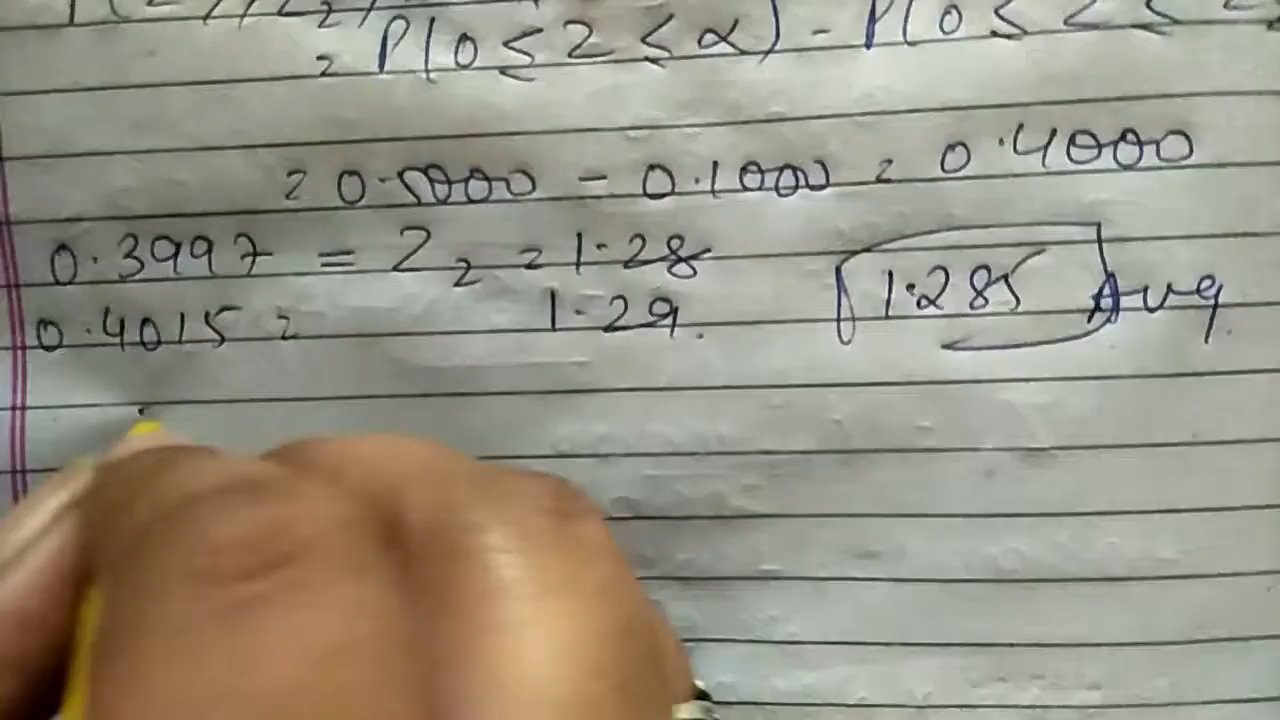 = P(0 ≤ Z ≤ α) - P(0 ≤ Z ≤
= 0.5000 - 0.1000 = 0.4000
0.3997 = Z₂ = 1.28
0.4015 = 1.29. 1.285 Avg.